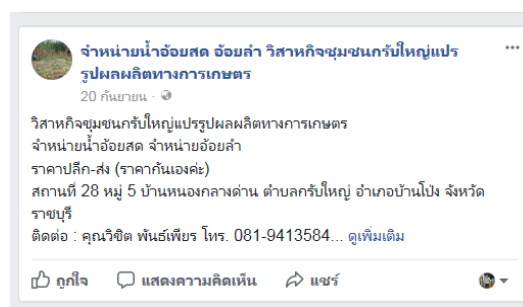 จำหน่ายน้ำอ้อยสด อ้อยลำ วิสาหกิจชุมชนกรับใหญ่แปร
รูปผลผลิตทางการเกษตร
20 กันยายน ·
วิสาหกิจชุมชนกรับใหญ่แปรรูปผลผลิตทางการเกษตร
จำหน่ายน้ำอ้อยสด จำหน่ายอ้อยลำ
ราคาปลีก-ส่ง (ราคากันเองค่ะ)
สถานที่ 28 หมู่ 5 บ้านหนองกลางด่าน ตำบลกรับใหญ่ อำเภอบ้านโป่ง จังหวัด
ราชบุรี
ติดต่อ : คุณวิชิต พันธ์เพียร โทร. 081-9413584... ดูเพิ่มเติม
ถูกใจ แสดงความคิดเห็น แชร์